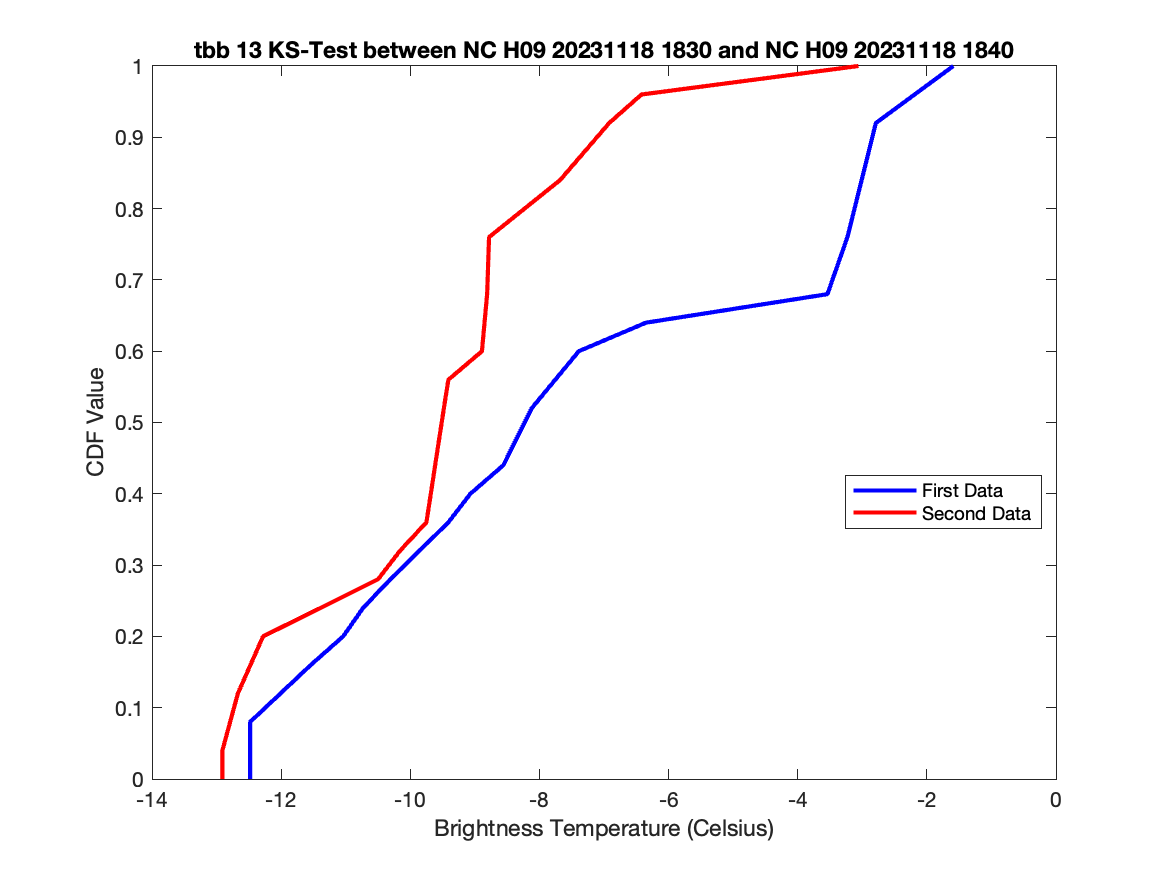 tbb 13 KS-Test between NC H09 20231118 1830 and NC H09 20231118 1840
1
0.9
0.8
0.7
0.6
0.5
0.4
0.3
0.2
0.1
0
CDF Value
First Data
Second Data
-14 -12 -10 -8 -6 -4 -2 0
Brightness Temperature (Celsius)